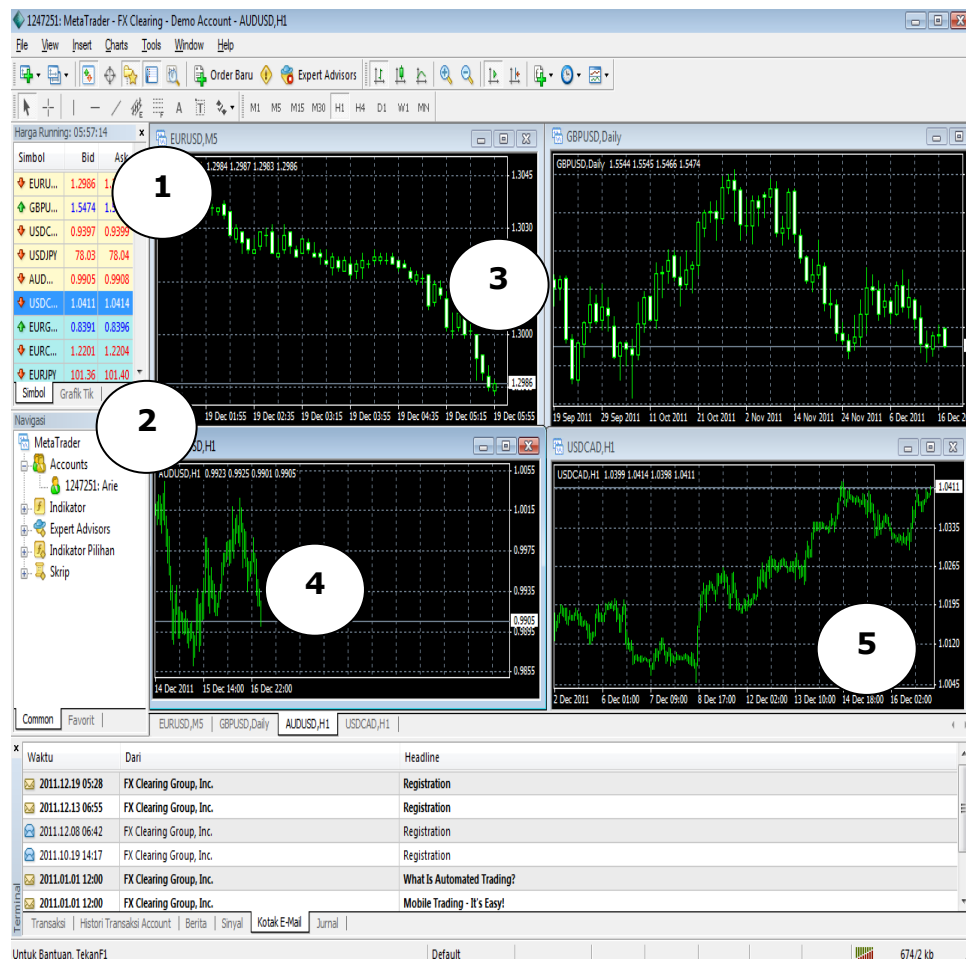 1247251: MetaTrader - FX Clearing - Demo Account - AUDUSD,H1
File View Insert Charts Tools Window Help
Order Baru Expert Advisors
A T M1 M5 M15 M30 H1 H4 D1 W1 MN
Harga Running: 05:57:14
Simbol Bid Ask
EURU... 1.2986
GBPU... 1.5474
USDC... 0.9397 0.9399
USDJPY 78.03 78.04
AUD... 0.9905 0.9908
USDC... 1.0411 1.0414
EURG... 0.8391 0.8396
EURC... 1.2201 1.2204
EURJPY 101.36 101.40
Simbol Grafik Tik
1
EURUSD,M5
1.2984 1.2987 1.2983 1.2986
1.3045
1.3030
3
1.3000
1.2986
19 Dec 01:55 19 Dec 02:35 19 Dec 03:15 19 Dec 03:55 19 Dec 04:35 19 Dec 05:15 19 Dec 05:55
GBPUSD,Daily
GBPUSD,Daily 1.5544 1.5545 1.5466 1.5474
19 Sep 2011 29 Sep 2011 11 Oct 2011 21 Oct 2011 2 Nov 2011 14 Nov 2011 24 Nov 2011 6 Dec 2011 16 Dec 2
Navigasi
2
MetaTrader
Accounts
1247251: Arie
Indikator
Expert Advisors
Indikator Pilihan
Skrip
Common Favorit
SD,H1
AUDUSD,H1 0.9923 0.9925 0.9901 0.9905
1.0055
1.0015
0.9975
0.9935
0.9905
0.9895
0.9855
4
14 Dec 2011 15 Dec 14:00 16 Dec 22:00
USDCAD,H1
USDCAD,H1 1.0399 1.0414 1.0398 1.0411
1.0411
1.0335
1.0195
1.0120
1.0045
5
2 Dec 2011 6 Dec 01:00 7 Dec 09:00 8 Dec 17:00 12 Dec 02:00 13 Dec 10:00 14 Dec 18:00 16 Dec 02:00
EURUSD,M5 GBPUSD,Daily AUDUSD,H1 USDCAD,H1
Waktu Dari Headline
2011.12.19 05:28 FX Clearing Group, Inc. Registration
2011.12.13 06:55 FX Clearing Group, Inc. Registration
2011.12.08 06:42 FX Clearing Group, Inc. Registration
2011.10.19 14:17 FX Clearing Group, Inc. Registration
2011.01.01 12:00 FX Clearing Group, Inc. What Is Automated Trading?
2011.01.01 12:00 FX Clearing Group, Inc. Mobile Trading - It's Easy!
Terminal
Transaksi Histori Transaksi Account Berita Sinyal Kotak E-Mail Jurnal
Untuk Bantuan, TekanF1 Default 674/2 kb